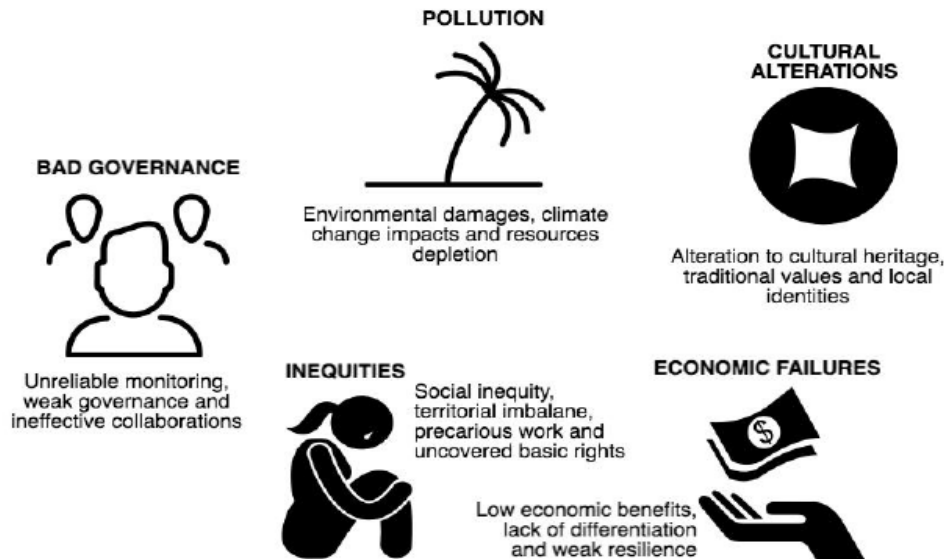 POLLUTION
Environmental damages, climate
change impacts and resources
depletion
CULTURAL
ALTERATIONS
Alteration to cultural heritage,
traditional values and local
identities
BAD GOVERNANCE
Unreliable monitoring,
weak governance and
ineffective collaborations
INEQUITIES
Social inequity,
territorial imbalane,
precarious work and
uncovered basic rights
ECONOMIC FAILURES
$
Low economic benefits,
lack of differentiation
and weak resilience